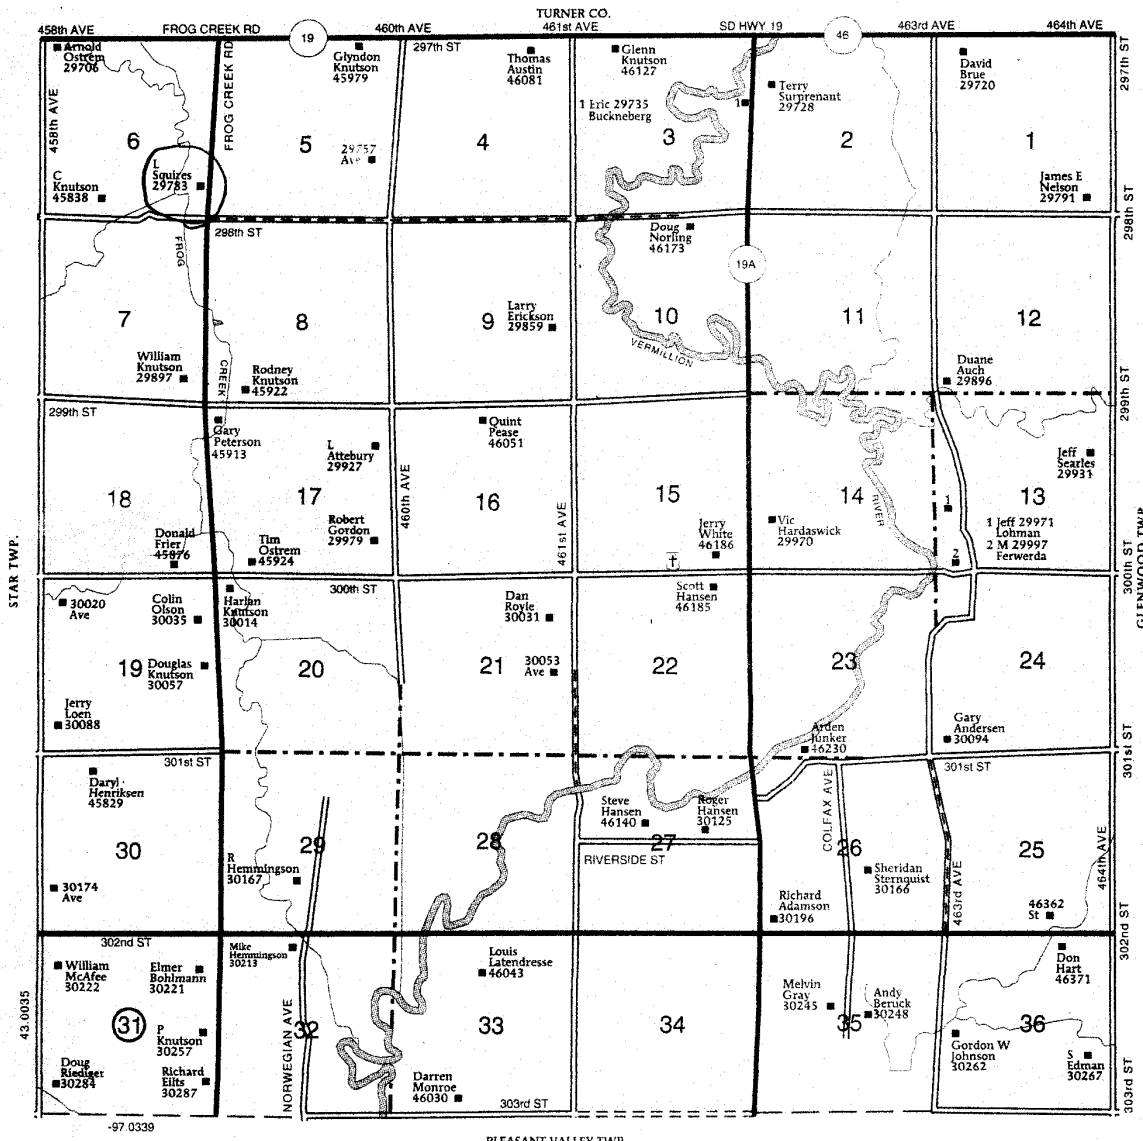 TURNER CO.
458th AVE
FROG CREEK RD
19
460th AVE
461st AVE
SD HWY 19
46
463rd AVE
464th AVE
Arnold
Ostrem
29706
Glyndon
Knutson
45979
297th ST
Thomas
Austin
46081
Glenn
Knutson
46127
Terry
Surprenant
29728
David
Brue
29720
297th ST
458th AVE
FROG CREEK RD
1 Eric 29735
Buckneberg
1
6
5
4
3
2
1
29757
Ave
L
Squires
29783
C
Knutson
45838
James E
Nelson
29791
298th ST
298th ST
FROG
Doug
Norling
46173
19A
7
8
9
10
11
12
Larry
Erickson
29859
VERMILLION
William
Knutson
29897
CREEK
Rodney
Knutson
45922
Duane
Auch
29896
299th ST
299th ST
Gary
Peterson
45913
Quint
Pease
46051
L
Attebury
29927
460th AVE
Jeff
Searles
29931
18
17
16
15
14
13
RIVER
461st AVE
Robert
Gordon
29979
Jerry
White
46186
Vic
Hardaswick
29970
1
1 Jeff 29971
Lohman
2 M 29997
Ferwerda
2
Donald
Frier
45876
Tim
Ostrem
45924
STAR TWP.
GLENWOOD TWP.
300th ST
300th ST
30020
Ave
Colin
Olson
30035
Harlan
Knutson
30014
Dan
Royle
30031
Scott
Hansen
46185
19
20
21
22
23
24
Douglas
Knutson
30057
30053
Ave
Jerry
Loen
30088
Arden
Junker
46230
Gary
Andersen
30094
301st ST
301st ST
301st ST
Daryl
Henriksen
45829
Steve
Hansen
46140
Roger
Hansen
30125
COLFAX AVE
30
29
28
27
26
25
RIVERSIDE ST
R
Hemmingson
30167
Sheridan
Sternquist
30166
463rd AVE
464th AVE
30174
Ave
Richard
Adamson
30196
46362
St
302nd ST
302nd ST
Mike
Hemmingson
30213
William
McAfee
30222
Elmer
Bohlmann
30221
Louis
Latendresse
46043
Don
Hart
46371
Melvin
Gray
30245
Andy
Beruck
30248
43.0035
31
32
33
34
35
36
P
Knutson
30257
NORWEGIAN AVE
Gordon W
Johnson
30262
S
Edman
30267
Doug
Riediger
30284
Richard
Eilts
30287
Darren
Monroe
46030
303rd ST
303rd ST
-97.0339
PLEASANT VALLEY TWP.